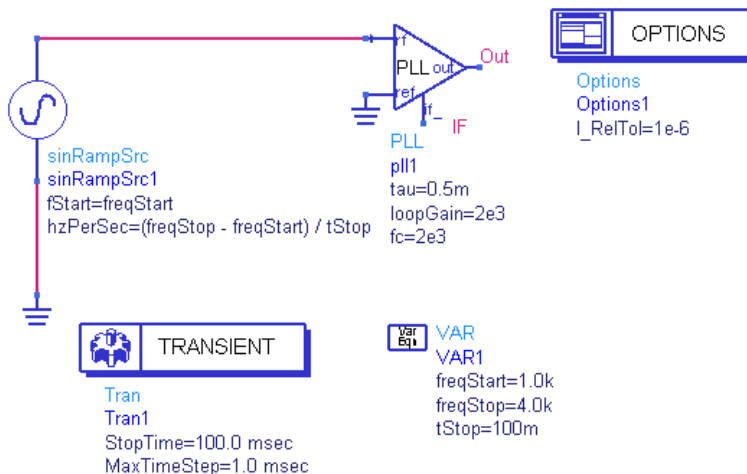 rf
PLL
out
Out
ref
if_
IF
PLL
pll1
tau=0.5m
loopGain=2e3
fc=2e3
OPTIONS
Options
Options1
I_RelTol=1e-6
sinRampSrc
sinRampSrc1
fStart=freqStart
hzPerSec=(freqStop - freqStart) / tStop
TRANSIENT
Tran
Tran1
StopTime=100.0 msec
MaxTimeStep=1.0 msec
Var
Eqn
VAR
VAR1
freqStart=1.0k
freqStop=4.0k
tStop=100m